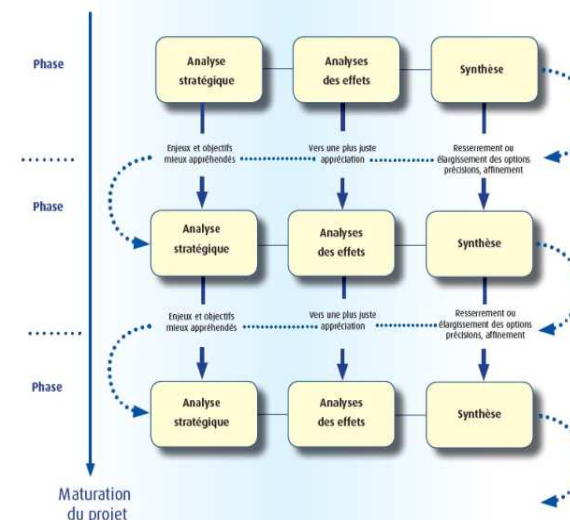 Phase
Analyse
stratégique
Analyses
des effets
Synthèse
Enjeux et objectifs
mieux appréhendés
Vers une plus juste
appréciation
Resserrement ou
élargissement des options
précisions, affinement
Phase
Analyse
stratégique
Analyses
des effets
Synthèse
Enjeux et objectifs
mieux appréhendés
Vers une plus juste
appréciation
Resserrement ou
élargissement des options
précisions, affinement
Phase
Analyse
stratégique
Analyses
des effets
Synthèse
Maturation
du projet